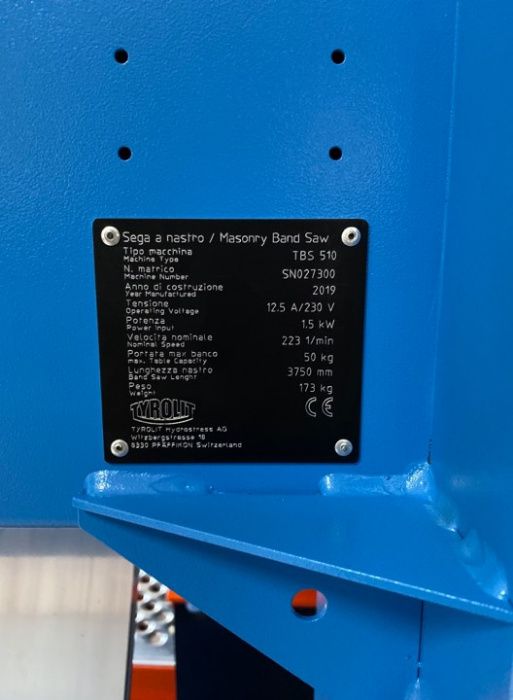 Sega a nastro / Masonry Band Saw
Tipo macchina TBS 510
Machine Type
N. matrico SN027300
Machine Number
Anno di costruzione 2019
Year Manufactured
Tensione 12.5 A/230 V
Operating Voltage
Potenza 1.5 kW
Power Input
Velocita nominale 223 1/min
Nominal Speed
Portata max banco 50 kg
max. Table Capacity
Lunghezza nastro 3750 mm
Band Saw Lenght
Peso 173 kg
Weight
TYROLIT CE
TYROLIT Hydrostress AG
Witzbergstrasse 18
8330 PFÄFFIKON Switzerland